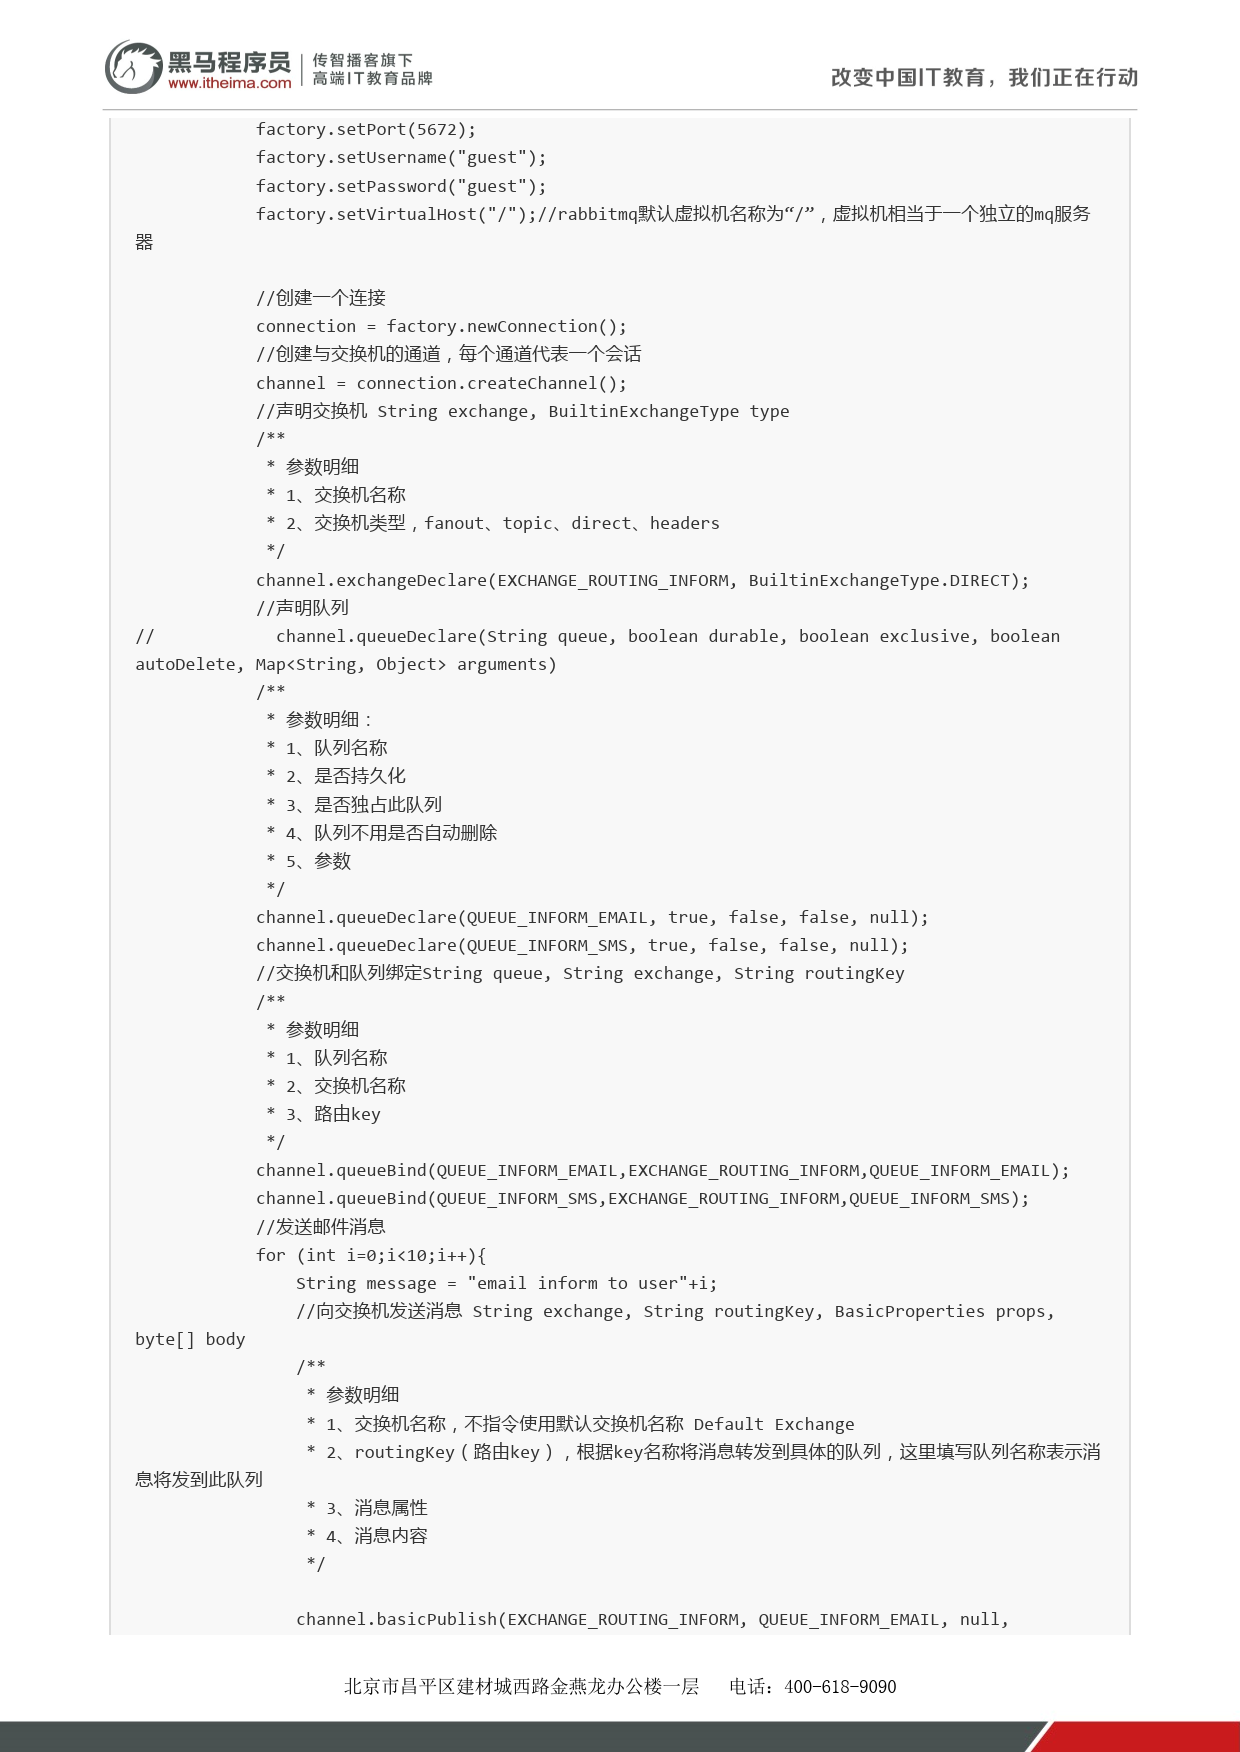 黑马程序员
www.itheima.com
传智播客旗下
高端IT教育品牌
改变中国IT教育，我们正在行动
factory.setPort(5672);
factory.setUsername("guest");
factory.setPassword("guest");
factory.setVirtualHost("/");//rabbitmq默认虚拟机名称为“/”，虚拟机相当于一个独立的mq服务
器
//创建一个连接
connection = factory.newConnection();
//创建与交换机的通道，每个通道代表一个会话
channel = connection.createChannel();
//声明交换机 String exchange, BuiltinExchangeType type
/**
* 参数明细
* 1、交换机名称
* 2、交换机类型，fanout、topic、direct、headers
*/
channel.exchangeDeclare(EXCHANGE_ROUTING_INFORM, BuiltinExchangeType.DIRECT);
//声明队列
// channel.queueDeclare(String queue, boolean durable, boolean exclusive, boolean
autoDelete, Map<String, Object> arguments)
/**
* 参数明细：
* 1、队列名称
* 2、是否持久化
* 3、是否独占此队列
* 4、队列不用是否自动删除
* 5、参数
*/
channel.queueDeclare(QUEUE_INFORM_EMAIL, true, false, false, null);
channel.queueDeclare(QUEUE_INFORM_SMS, true, false, false, null);
//交换机和队列绑定String queue, String exchange, String routingKey
/**
* 参数明细
* 1、队列名称
* 2、交换机名称
* 3、路由key
*/
channel.queueBind(QUEUE_INFORM_EMAIL,EXCHANGE_ROUTING_INFORM,QUEUE_INFORM_EMAIL);
channel.queueBind(QUEUE_INFORM_SMS,EXCHANGE_ROUTING_INFORM,QUEUE_INFORM_SMS);
//发送邮件消息
for (int i=0;i<10;i++){
String message = "email inform to user"+i;
//向交换机发送消息 String exchange, String routingKey, BasicProperties props,
byte[] body
/**
* 参数明细
* 1、交换机名称，不指令使用默认交换机名称 Default Exchange
* 2、routingKey（路由key），根据key名称将消息转发到具体的队列，这里填写队列名称表示消
息将发到此队列
* 3、消息属性
* 4、消息内容
*/
channel.basicPublish(EXCHANGE_ROUTING_INFORM, QUEUE_INFORM_EMAIL, null,
北京市昌平区建材城西路金燕龙办公楼一层 电话：400-618-9090